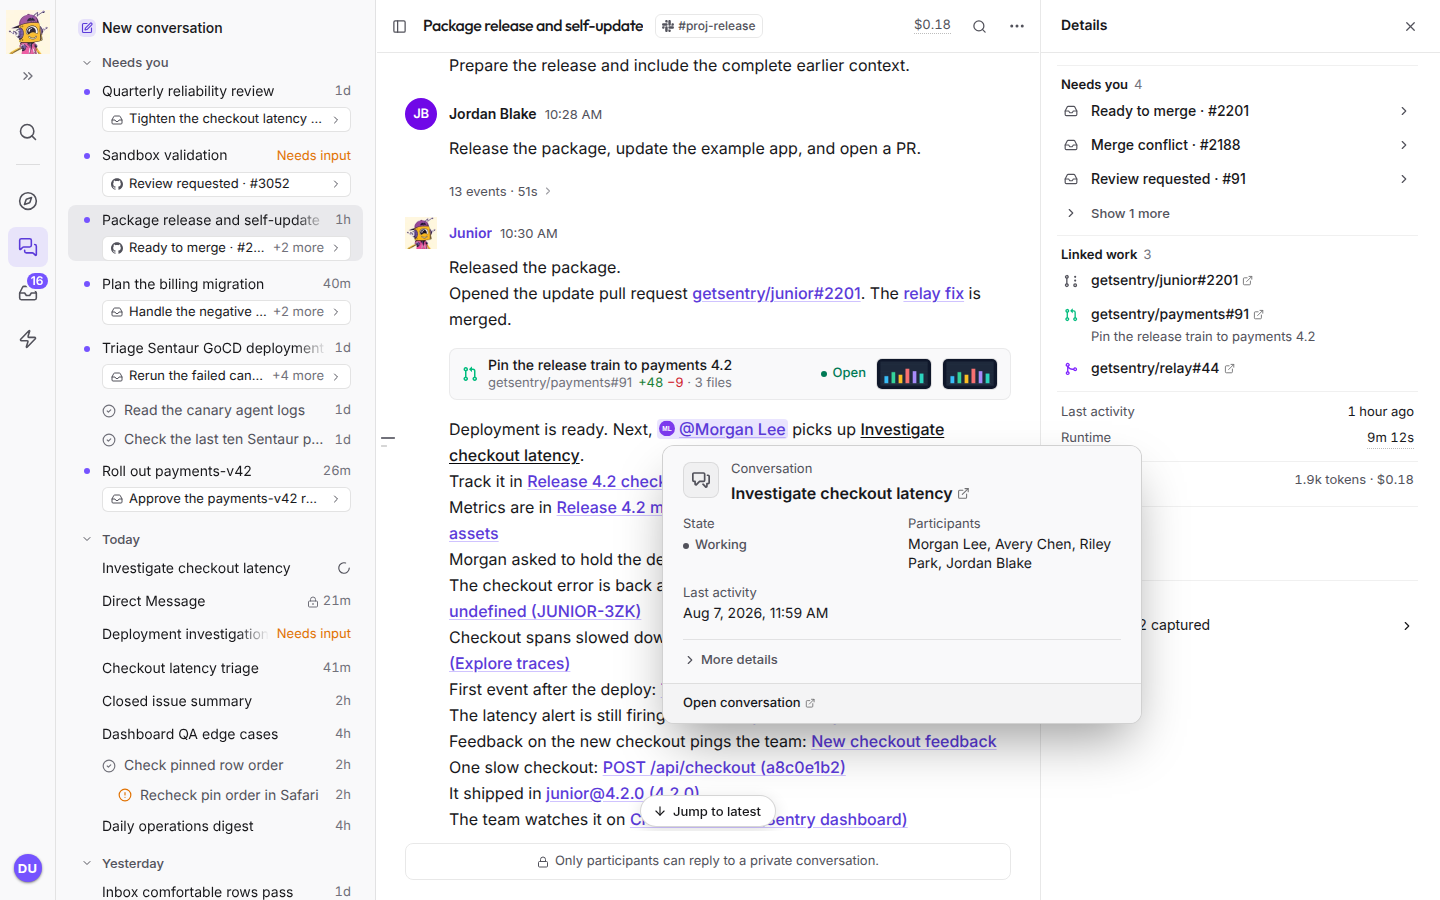 New conversation
Needs you
Quarterly reliability review 1d
Tighten the checkout latency ...
Sandbox validation Needs input
Review requested · #3052
Package release and self-update 1h
Ready to merge · #2... +2 more
Plan the billing migration 40m
Handle the negative ... +2 more
Triage Sentaur GoCD deployment 1d
Rerun the failed can... +4 more
Read the canary agent logs 1d
Check the last ten Sentaur p... 1d
Roll out payments-v42 26m
Approve the payments-v42 r...
Today
Investigate checkout latency
Direct Message 21m
Deployment investigation Needs input
Checkout latency triage 41m
Closed issue summary 2h
Dashboard QA edge cases 4h
Check pinned row order 2h
Recheck pin order in Safari 2h
Daily operations digest 4h
Yesterday
Inbox comfortable rows pass 1d
16
DU
Package release and self-update #proj-release $0.18
Prepare the release and include the complete earlier context.
JB Jordan Blake 10:28 AM
Release the package, update the example app, and open a PR.
13 events · 51s
Junior 10:30 AM
Released the package.
Opened the update pull request getsentry/junior#2201. The relay fix is
merged.
Pin the release train to payments 4.2
getsentry/payments#91 +48 −9 · 3 files
Open
Deployment is ready. Next, ML @Morgan Lee picks up Investigate
checkout latency.
Track it in Release 4.2 check
Metrics are in Release 4.2 m
assets
Morgan asked to hold the de
The checkout error is back a
undefined (JUNIOR-3ZK)
Checkout spans slowed dow
(Explore traces)
First event after the deploy:
The latency alert is still firing
Feedback on the new checkout pings the team: New checkout feedback
One slow checkout: POST /api/checkout (a8c0e1b2)
It shipped in junior@4.2.0 (4.2.0)
The team watches it on C entry dashboard)
Jump to latest
Only participants can reply to a private conversation.
Conversation
Investigate checkout latency
State
Working
Participants
Morgan Lee, Avery Chen, Riley
Park, Jordan Blake
Last activity
Aug 7, 2026, 11:59 AM
More details
Open conversation
Details
Needs you 4
Ready to merge · #2201
Merge conflict · #2188
Review requested · #91
Show 1 more
Linked work 3
getsentry/junior#2201
getsentry/payments#91
Pin the release train to payments 4.2
getsentry/relay#44
Last activity 1 hour ago
Runtime 9m 12s
1.9k tokens · $0.18
2 captured